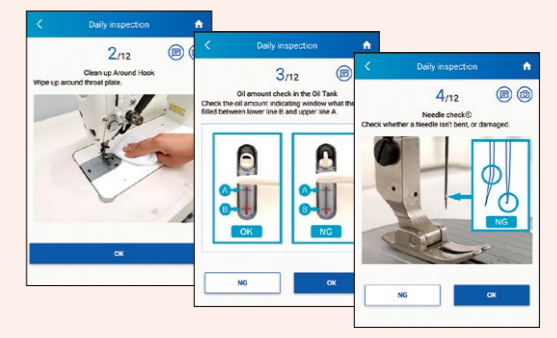 Daily inspection
2/12
Clean up Around Hook
Wipe up around throat plate.
OK
Daily inspection
3/12
Oil amount check in the Oil Tank
Check the oil amount indicating window what the
filled between lower line B and upper line A.
A
B
OK
A
B
NG
NG
OK
Daily inspection
4/12
Needle check①
Check whether a Needle isn't bent, or damaged.
NG
NG
OK